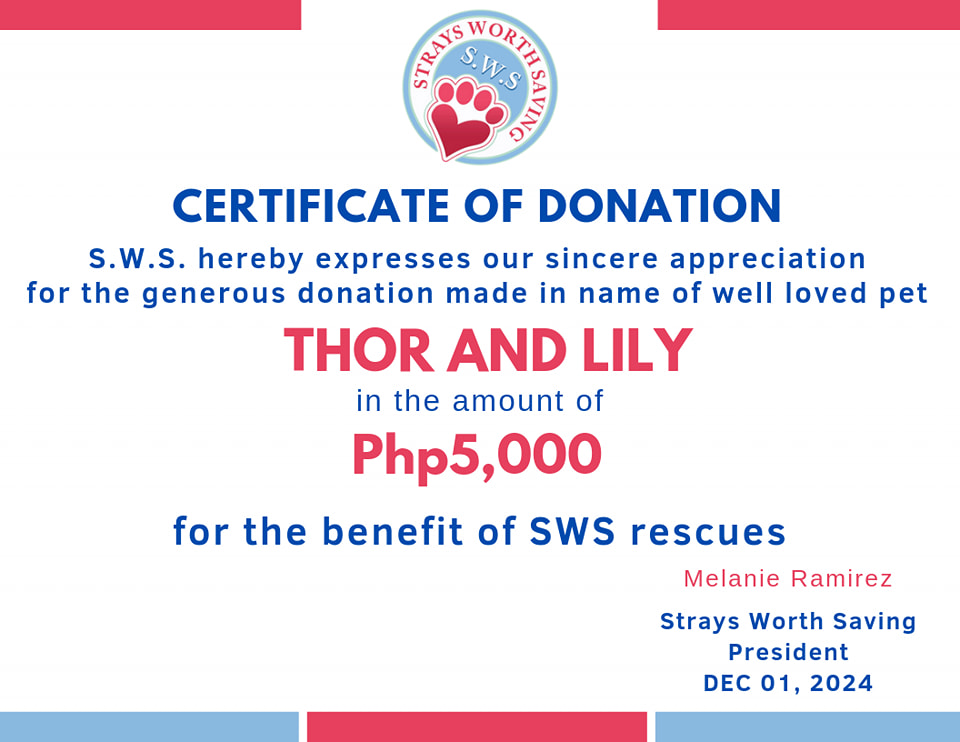 STRAYS WORTH SAVING
S.W.S
CERTIFICATE OF DONATION
S.W.S. hereby expresses our sincere appreciation
for the generous donation made in name of well loved pet
THOR AND LILY
in the amount of
Php5,000
for the benefit of SWS rescues
Melanie Ramirez
Strays Worth Saving
President
DEC 01, 2024